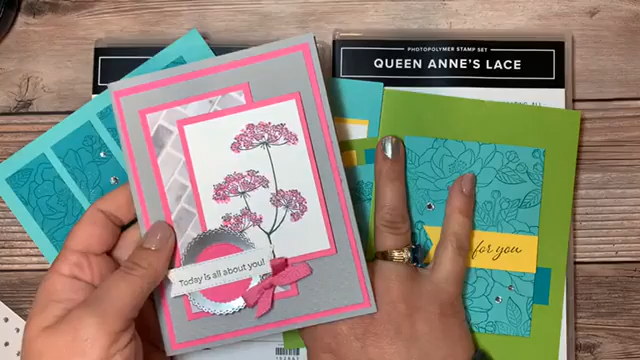 PHOTOPOLYMER STAMP SET
QUEEN ANNE'S LACE
for you
Today is all about you!